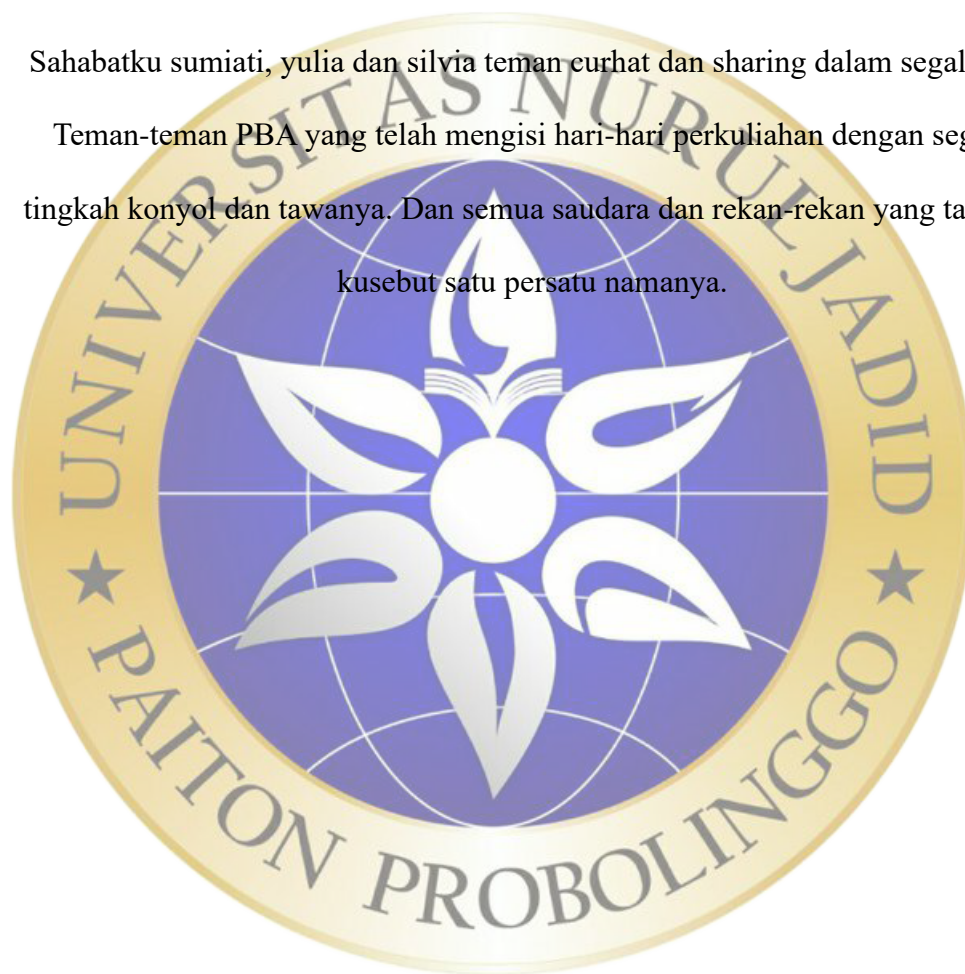 Sahabatku sumiati, yulia dan silvia teman curhat dan sharing dalam segal
Teman-teman PBA yang telah mengisi hari-hari perkuliahan dengan seg
tingkah konyol dan tawanya. Dan semua saudara dan rekan-rekan yang ta
kusebut satu persatu namanya.
UNIVERSITAS NURUL JADID
PAITON PROBOLINGGO